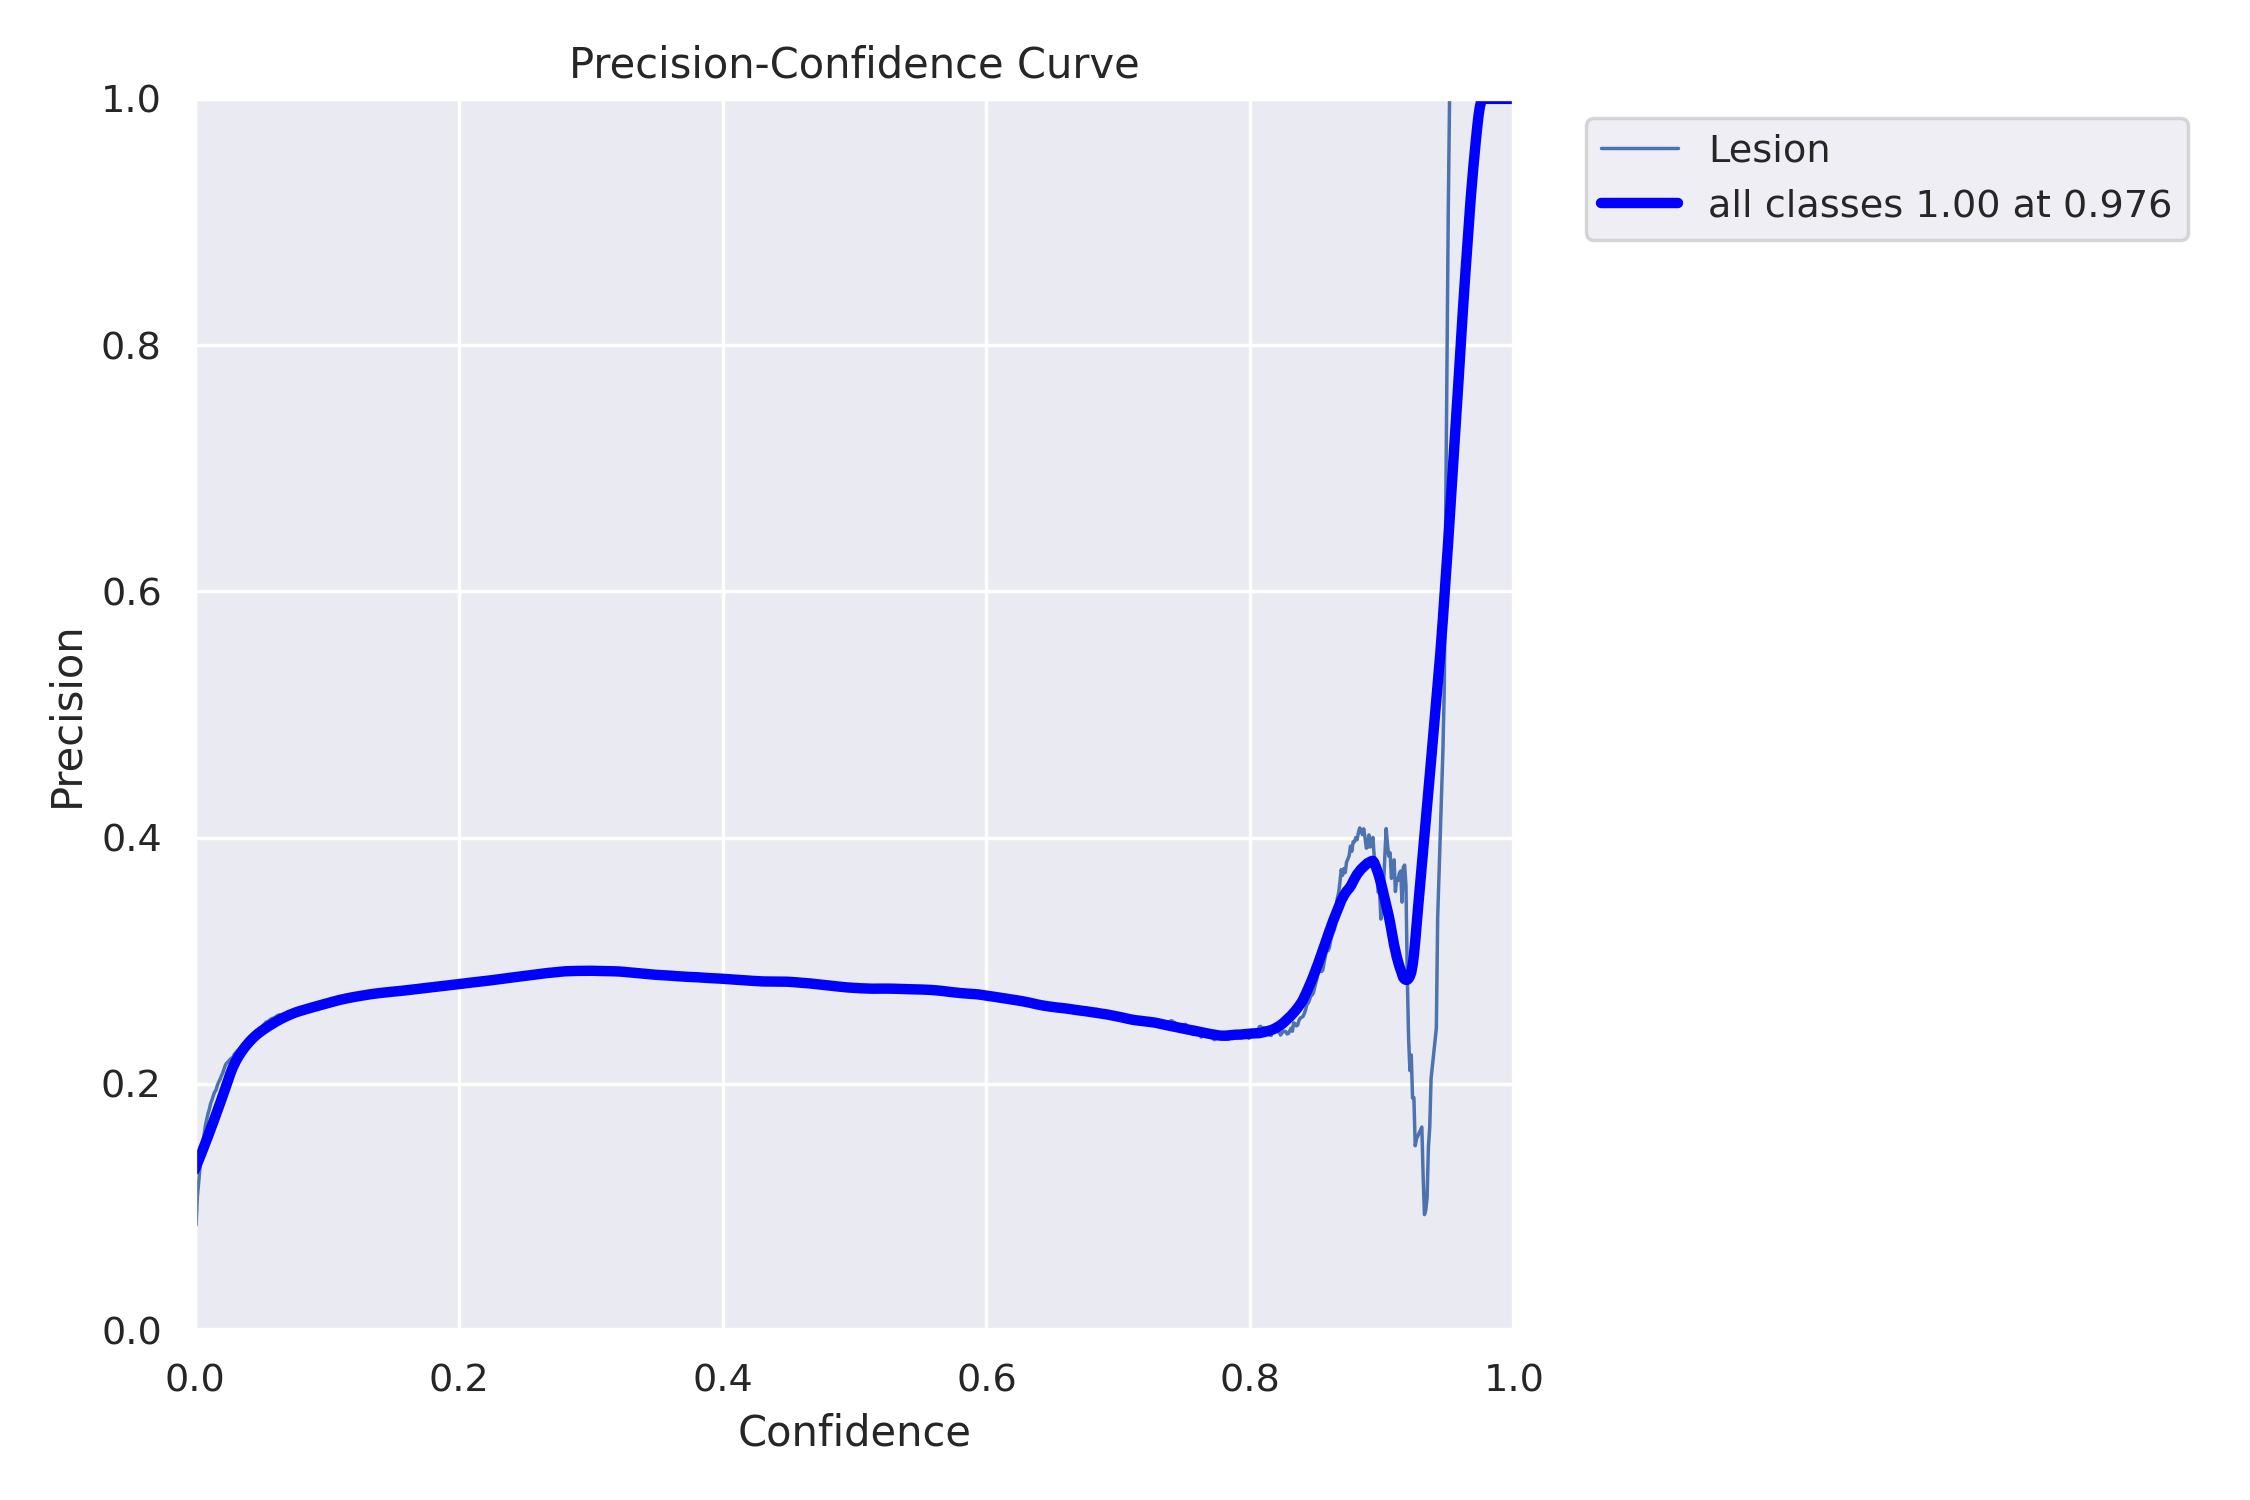 Precision-Confidence Curve
1.0
0.8
0.6
0.4
0.2
0.0
Precision
0.0 0.2 0.4 0.6 0.8 1.0
Confidence
Lesion
all classes 1.00 at 0.976